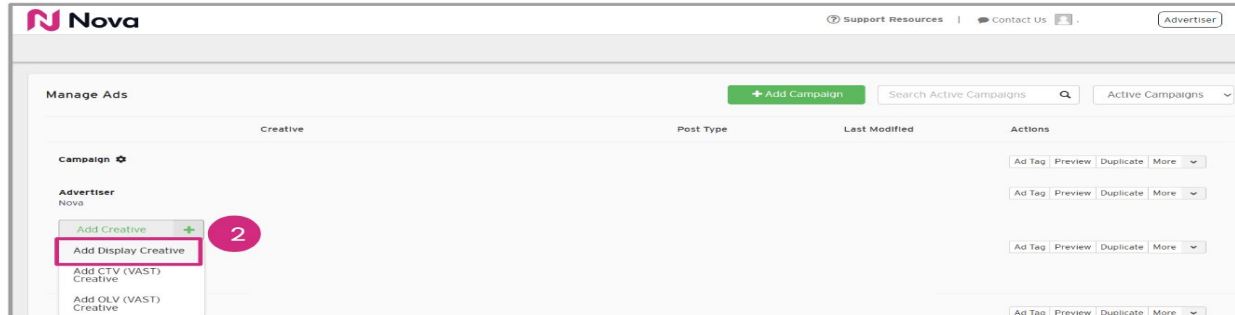 Nova
Support Resources | Contact Us . Advertiser
Manage Ads + Add Campaign Search Active Campaigns Active Campaigns
Creative Post Type Last Modified Actions
Campaign Ad Tag Preview Duplicate More
Advertiser Ad Tag Preview Duplicate More
Nova
Add Creative +
2
Add Display Creative Ad Tag Preview Duplicate More
Add CTV (VAST)
Creative
Add OLV (VAST)
Creative
Ad Tag Preview Duplicate More